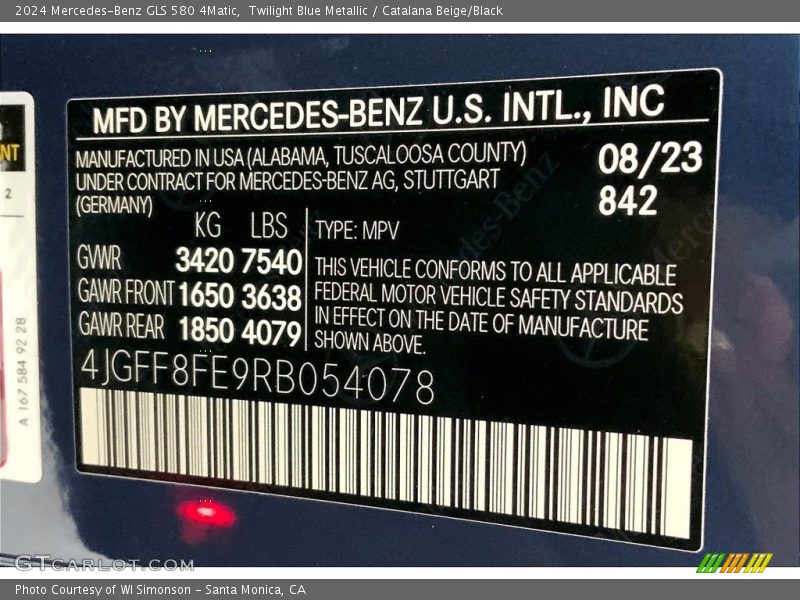 2024 Mercedes-Benz GLS 580 4Matic, Twilight Blue Metallic / Catalana Beige/Black
MFD BY MERCEDES-BENZ U.S. INTL., INC
MANUFACTURED IN USA (ALABAMA, TUSCALOOSA COUNTY)
UNDER CONTRACT FOR MERCEDES-BENZ AG, STUTTGART
(GERMANY)
08/23
842
KG LBS
GVWR 3420 7540
GAWR FRONT 1650 3638
GAWR REAR 1850 4079
TYPE: MPV
THIS VEHICLE CONFORMS TO ALL APPLICABLE
FEDERAL MOTOR VEHICLE SAFETY STANDARDS
IN EFFECT ON THE DATE OF MANUFACTURE
SHOWN ABOVE.
4JGFF8FE9RB054078
NT
2
A 167 584 92 28
GTCARLOT.COM
Photo Courtesy of WI Simonson - Santa Monica, CA